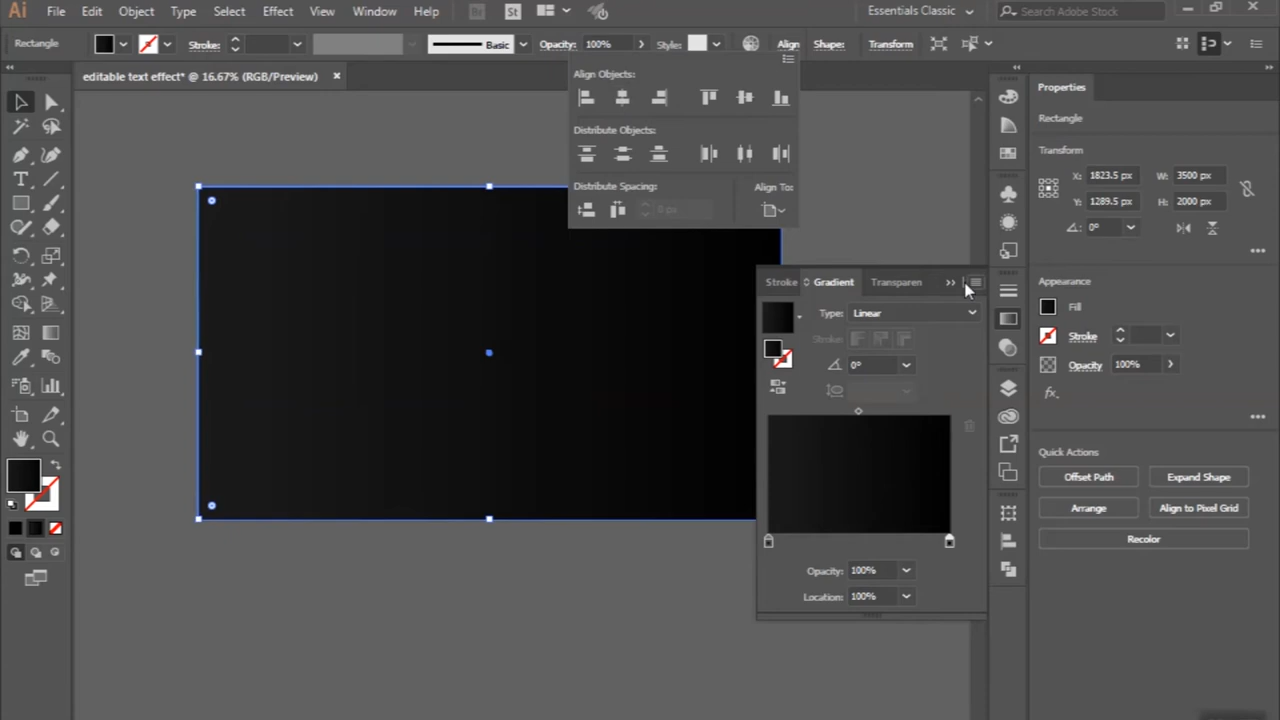 Ai File Edit Object Type Select Effect View Window Help Br St Essentials Classic Search Adobe Stock
Rectangle Stroke: Basic Opacity: 100% Style: Align Shape: Transform
editable text effect* @ 16.67% (RGB/Preview) ×
Align Objects:
Distribute Objects:
Distribute Spacing: Align To:
0 px
Stroke Gradient Transparen
Type: Linear
Stroke:
0°
Opacity: 100%
Location: 100%
Properties
Rectangle
Transform
X: 1823.5 px W: 3500 px
Y: 1289.5 px H: 2000 px
0°
Appearance
Fill
Stroke
Opacity 100%
fx.
Quick Actions
Offset Path Expand Shape
Arrange Align to Pixel Grid
Recolor